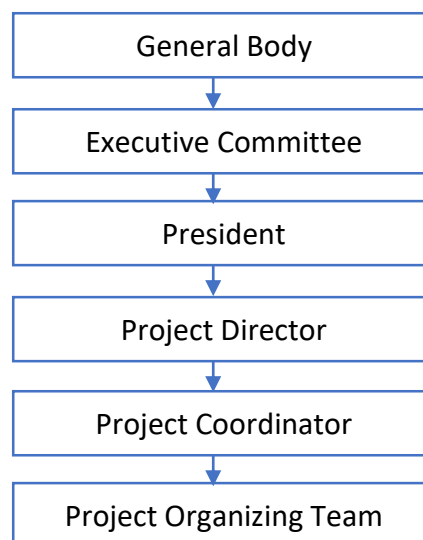 General Body
Executive Committee
President
Project Director
Project Coordinator
Project Organizing Team